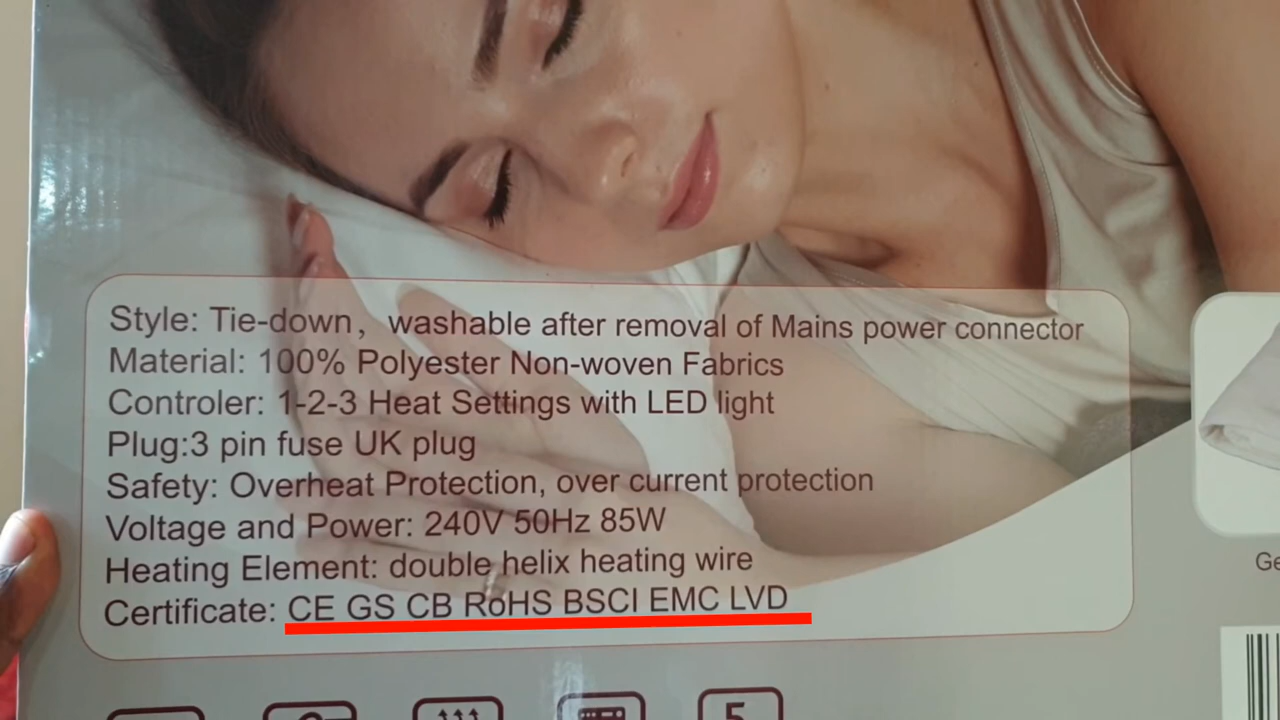 Style: Tie-down, washable after removal of Mains power connector
Material: 100% Polyester Non-woven Fabrics
Controler: 1-2-3 Heat Settings with LED light
Plug:3 pin fuse UK plug
Safety: Overheat Protection, over current protection
Voltage and Power: 240V 50Hz 85W
Heating Element: double helix heating wire
Certificate: CE GS CB RoHS BSCI EMC LVD
5